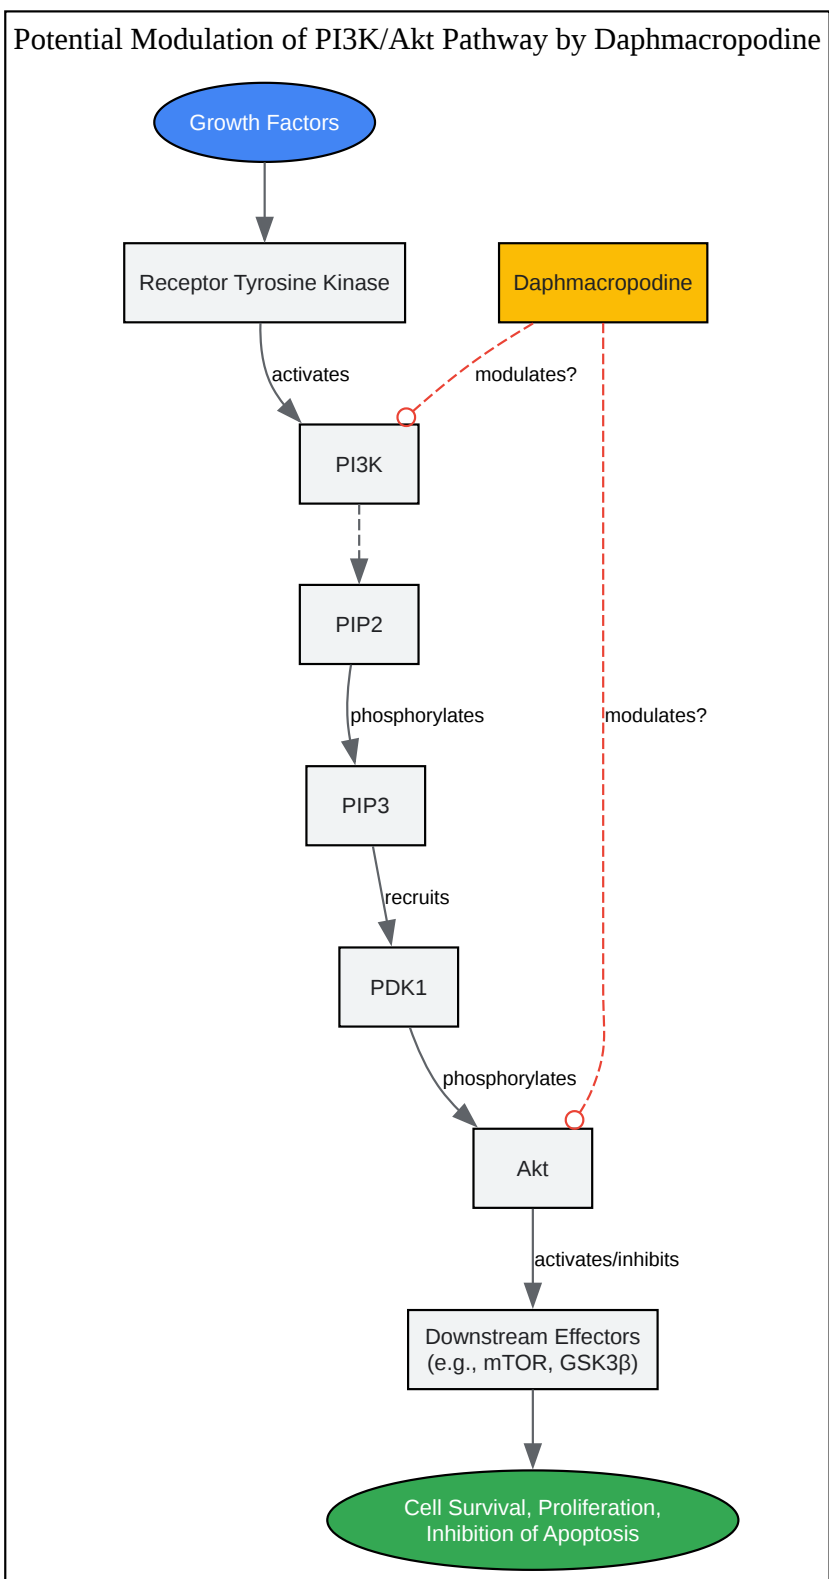 Potential Modulation of PI3K/Akt Pathway by Daphmacropodine
Growth Factors
Receptor Tyrosine Kinase
Daphmacropodine
activates
modulates?
PI3K
PIP2
phosphorylates
modulates?
PIP3
recruits
PDK1
phosphorylates
Akt
activates/inhibits
Downstream Effectors
(e.g., mTOR, GSK3β)
Cell Survival, Proliferation,
Inhibition of Apoptosis